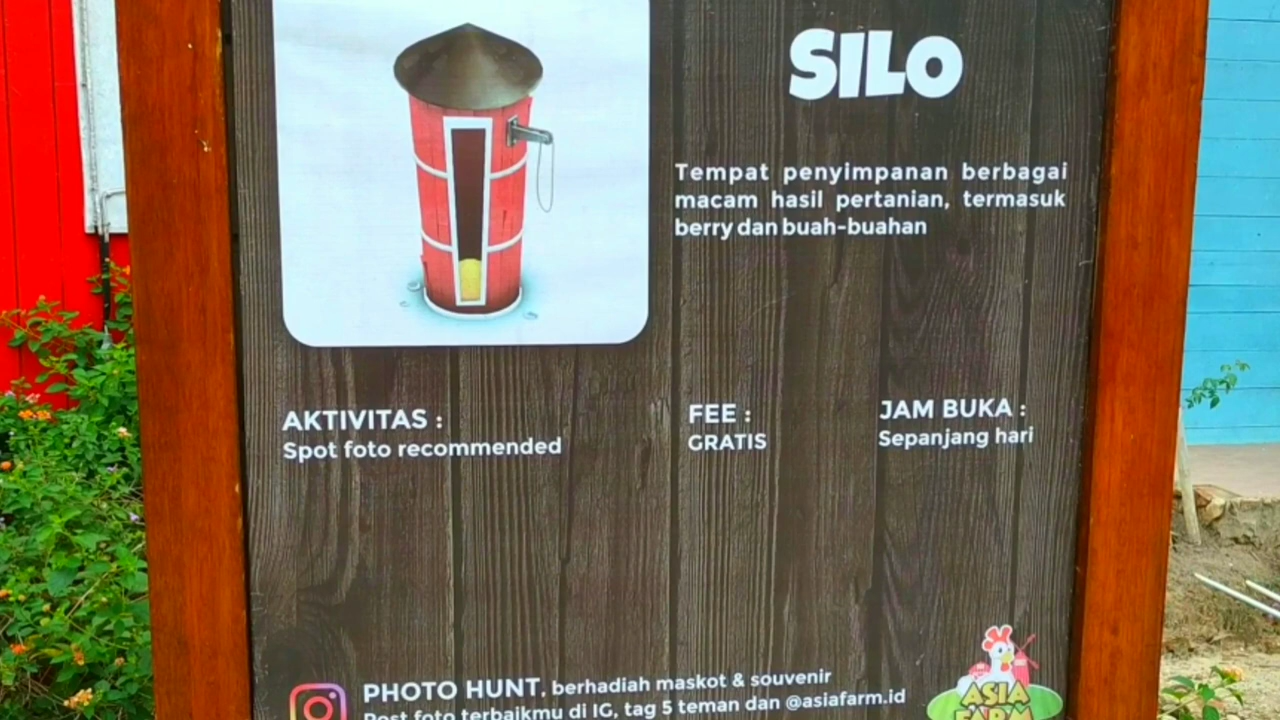 SILO
Tempat penyimpanan berbagai
macam hasil pertanian, termasuk
berry dan buah-buahan
AKTIVITAS :
Spot foto recommended
FEE :
GRATIS
JAM BUKA :
Sepanjang hari
PHOTO HUNT, berhadiah maskot & souvenir
Post foto terbaikmu di IG, tag 5 teman dan @asiafarm.id
ASIA
FARM